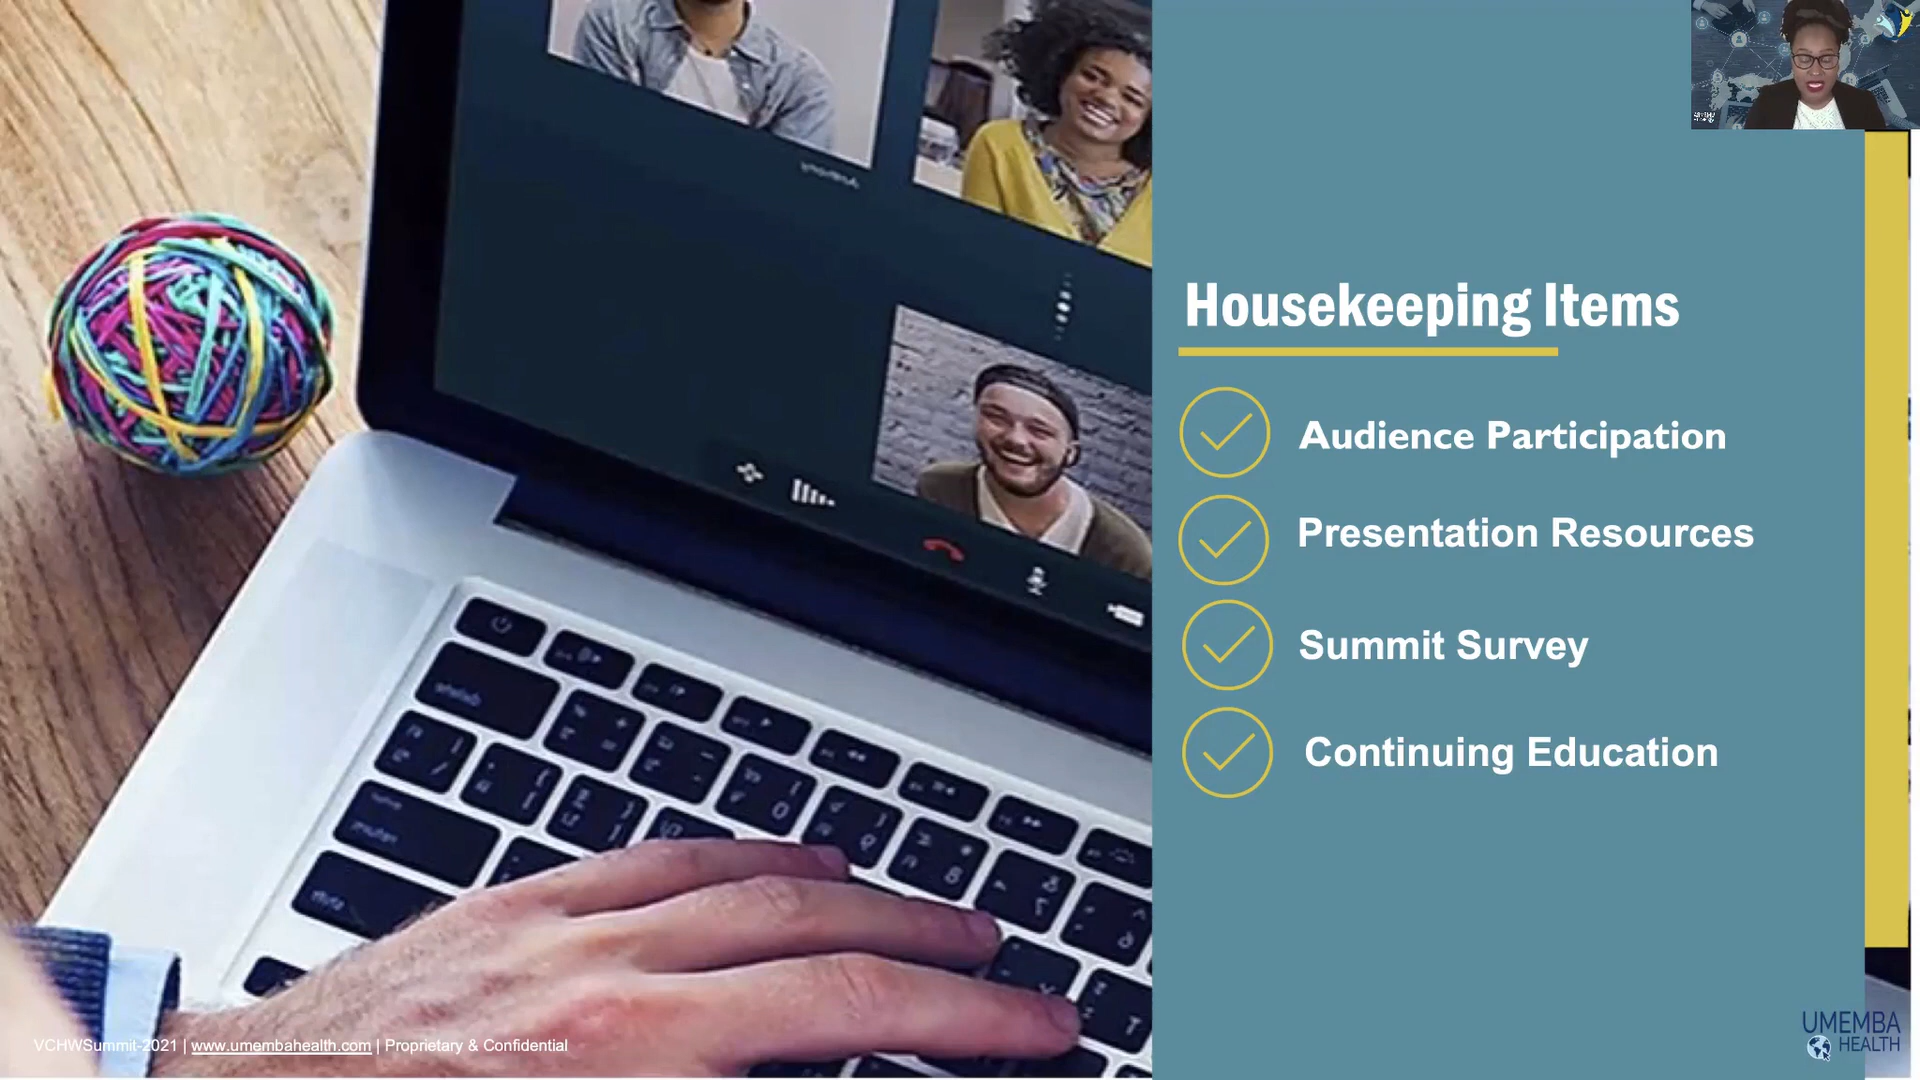 Housekeeping Items
Audience Participation
Presentation Resources
Summit Survey
Continuing Education
VCHWSummit-2021 | www.umembahealth.com | Proprietary & Confidential
UMEMBA
HEALTH